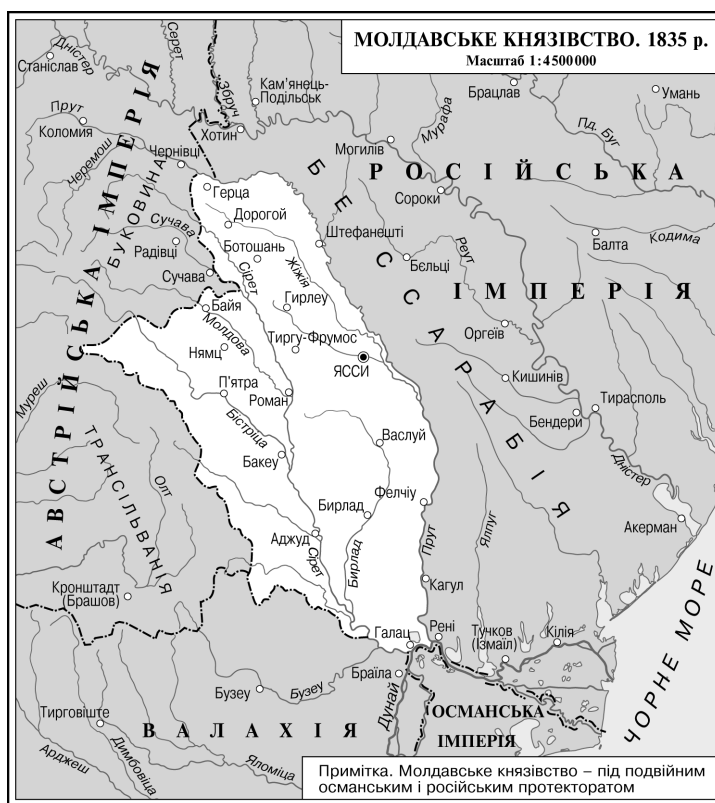 МОЛДАВСЬКЕ КНЯЗІВСТВО. 1835 р.
Масштаб 1:4500000
Дністер
Станіслав
Серет
Збруч
Кам'янець-
Подільськ
Брацлав
Умань
Прут
Коломия
Хотин
Мурафа
Пд. Буг
Черемош
Чернівці
Могилів
РОСІЙСЬКА
ІМПЕРІЯ
БЕССАРАБІЯ
АВСТРІЙСЬКА ІМПЕРІЯ
БУКОВИНА
Герца
Сороки
Дорогой
Сучава
Радівці
Ботошань
Штефанешті
Балта
Кодима
Бєльці
Реут
Сучава
Сірет
Жіжія
Байя
Гирлеу
Молдова
Нямц
Тиргу-Фрумос
ЯССИ
Оргеїв
Кишинів
П'ятра
Роман
Муреш
Бистріца
Бендери
Тирасполь
ТРАНСІЛЬВАНІЯ
Олт
Бакеу
Васлуй
Дністер
Бирлад
Фелчіу
Аджуд
Сірет
Бирлад
Прут
Ялпуг
Акерман
Кронштадт
(Брашов)
Кагул
Галац
Рені
Тучков
(Ізмаїл)
Кілія
ЧОРНЕ МОРЕ
Бузеу
Бузеу
Браїла
Дунай
Тирговіште
ВАЛАХІЯ
ОСМАНСЬКА
ІМПЕРІЯ
Арджеш
Димбовіца
Яломіца
Примітка. Молдавське князівство – під подвійним
османським і російським протекторатом